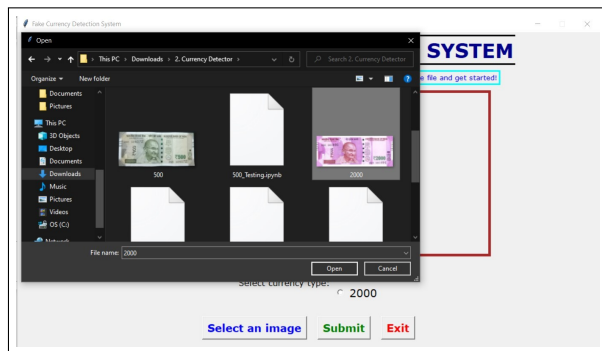 Fake Currency Detection System
Open
This PC > Downloads > 2. Currency Detector >
Search 2. Currency Detector
SYSTEM
Organize
New folder
e file and get started!
Documents
Pictures
This PC
3D Objects
Desktop
Documents
Downloads
Music
Pictures
Videos
OS (C:)
Network
500
500_Testing.ipynb
2000
File name: 2000
Open
Cancel
Select currency type:
2000
Select an image
Submit
Exit